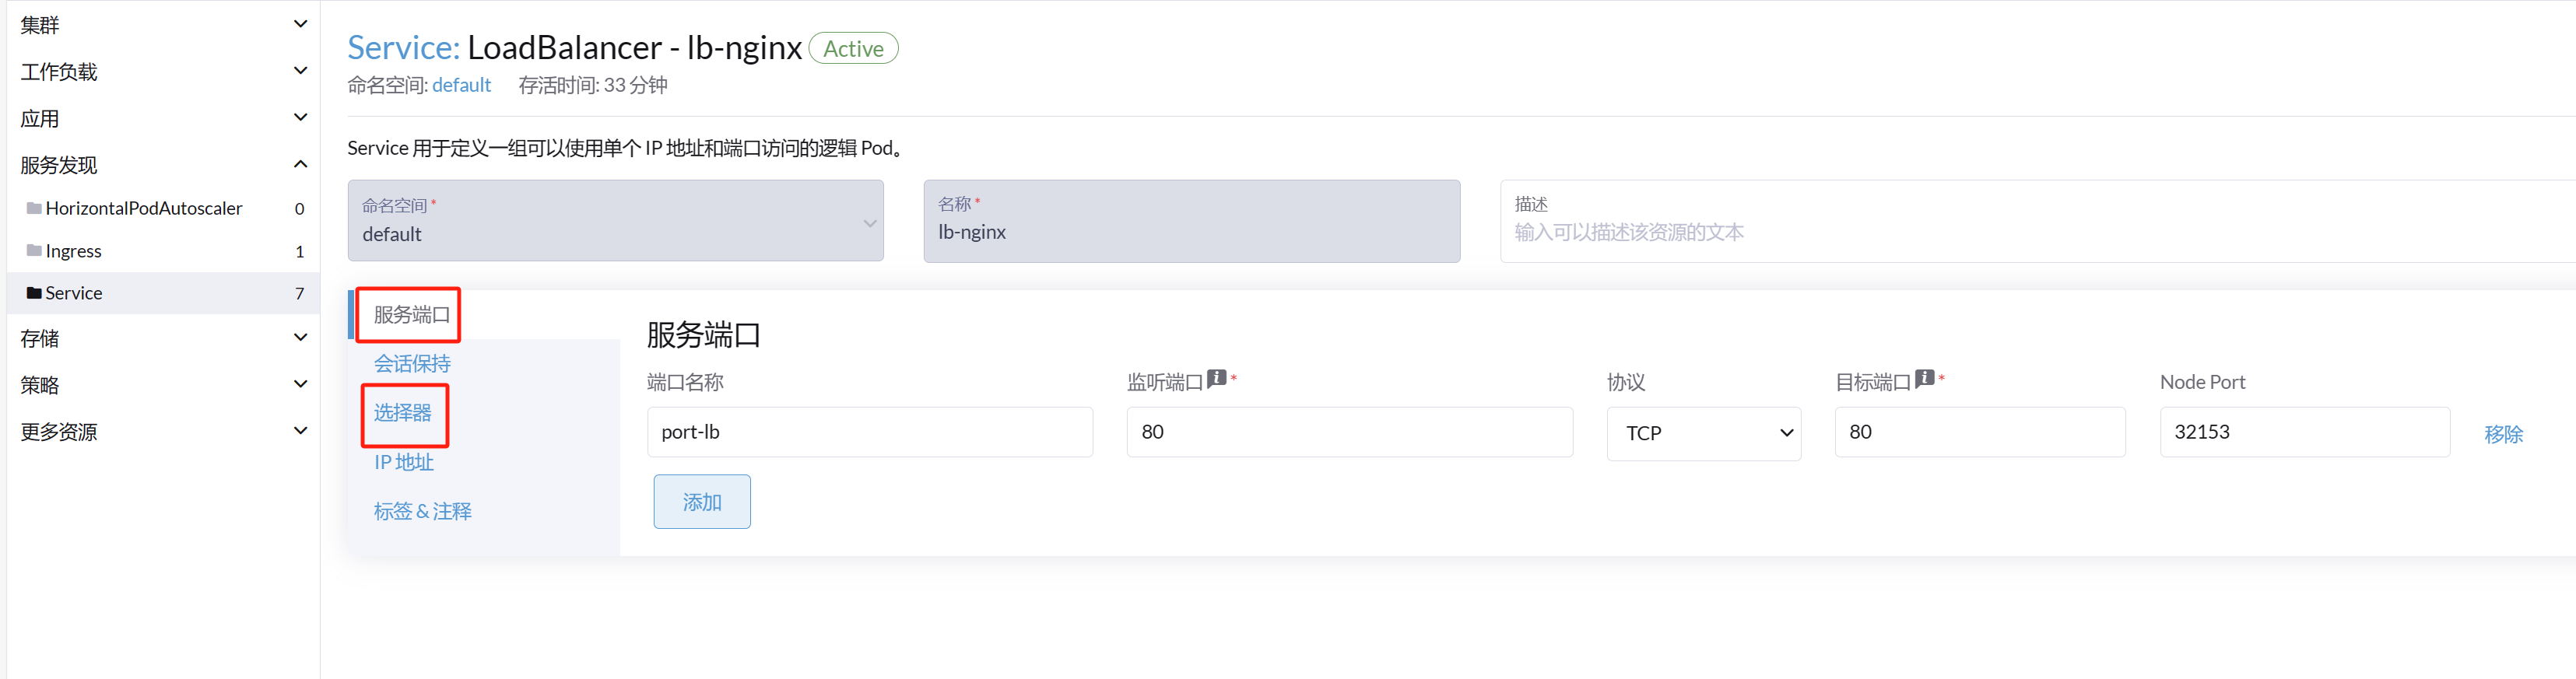 集群
工作负载
应用
服务发现
HorizontalPodAutoscaler 0
Ingress 1
Service 7
存储
策略
更多资源
Service: LoadBalancer - lb-nginx Active
命名空间: default 存活时间: 33 分钟
Service 用于定义一组可以使用单个 IP 地址和端口访问的逻辑 Pod。
命名空间 *
default
名称 *
lb-nginx
描述
输入可以描述该资源的文本
服务端口
会话保持
选择器
IP 地址
标签 & 注释
服务端口
端口名称 监听端口 * 协议 目标端口 * Node Port
port-lb 80 TCP 80 32153 移除
添加